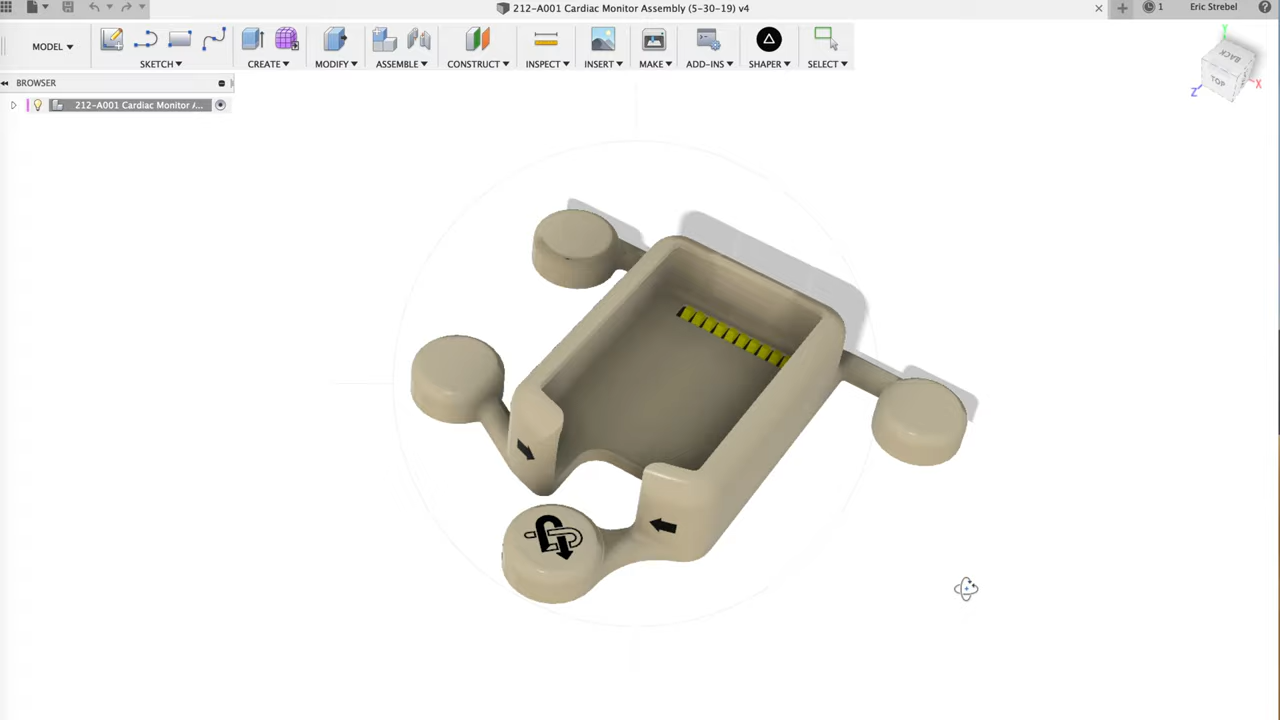 212-A001 Cardiac Monitor Assembly (5-30-19) v4
1
Eric Strebel
MODEL
SKETCH
CREATE
MODIFY
ASSEMBLE
CONSTRUCT
INSPECT
INSERT
MAKE
ADD-INS
SHAPER
SELECT
BROWSER
212-A001 Cardiac Monitor A...
Y
BACK
TOP
Z
X